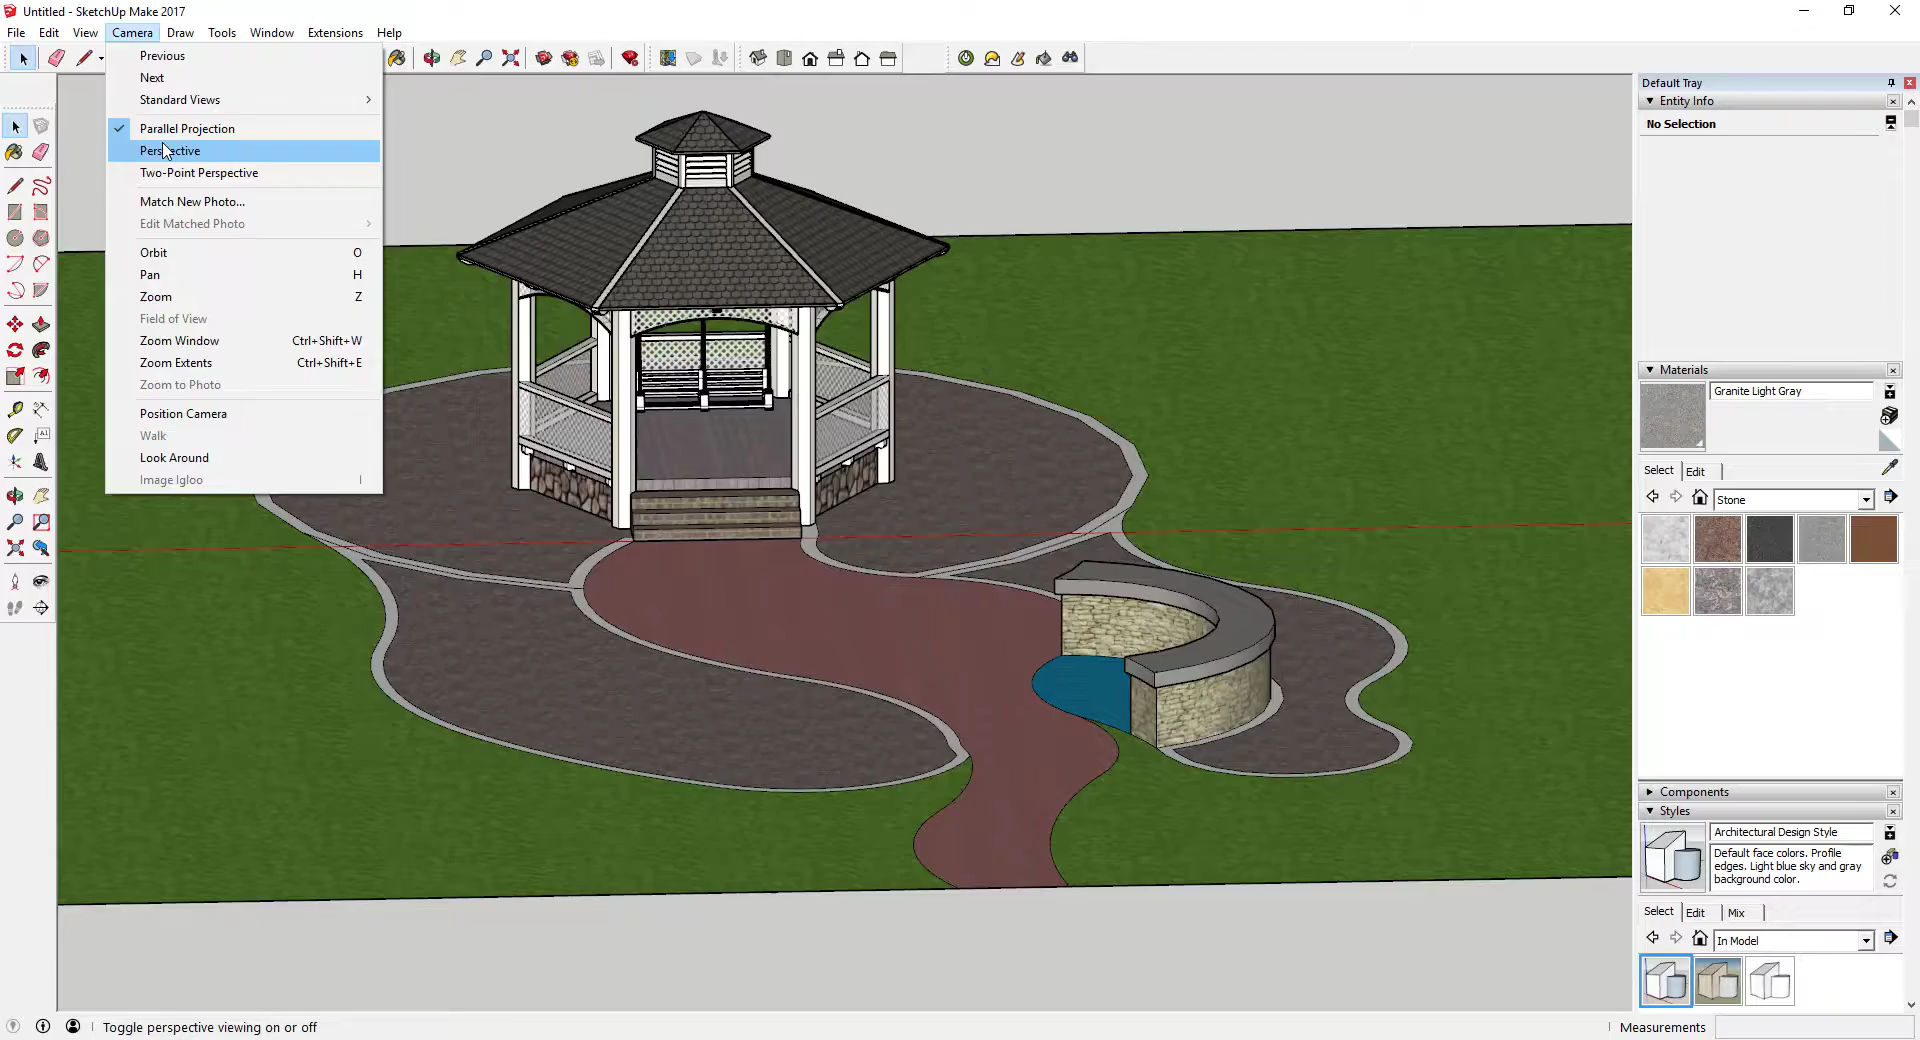 Untitled - SketchUp Make 2017
File Edit View Camera Draw Tools Window Extensions Help
Previous
Next
Standard Views
Parallel Projection
Perspective
Two-Point Perspective
Match New Photo...
Edit Matched Photo
Orbit O
Pan H
Zoom Z
Field of View
Zoom Window Ctrl+Shift+W
Zoom Extents Ctrl+Shift+E
Zoom to Photo
Position Camera
Walk
Look Around
Image Igloo I
Default Tray
Entity Info
No Selection
Materials
Granite Light Gray
Select Edit
Stone
Components
Styles
Architectural Design Style
Default face colors. Profile
edges. Light blue sky and gray
background color.
Select Edit Mix
In Model
Toggle perspective viewing on or off
Measurements